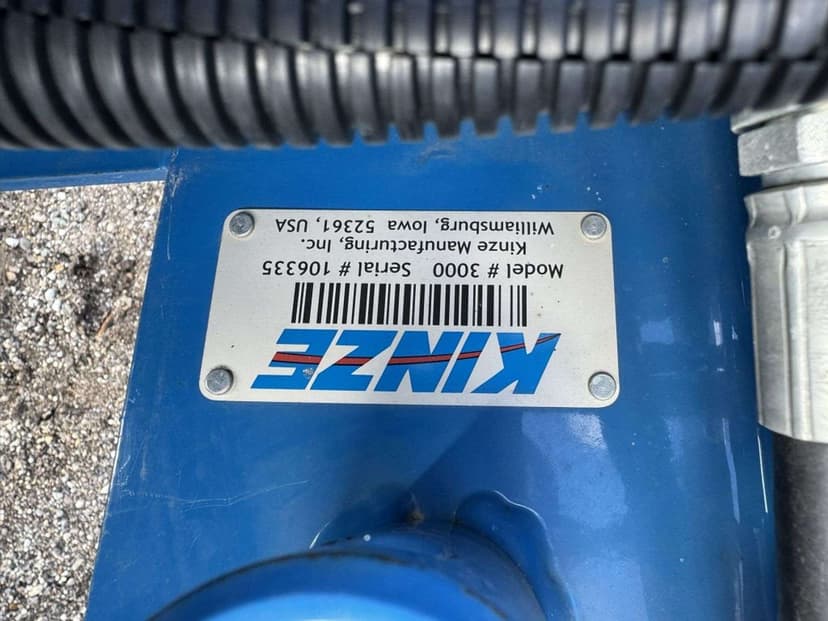 KINZE
Model # 3000 Serial # 106335
Kinze Manufacturing, Inc.
Williamsburg, Iowa 52361, USA